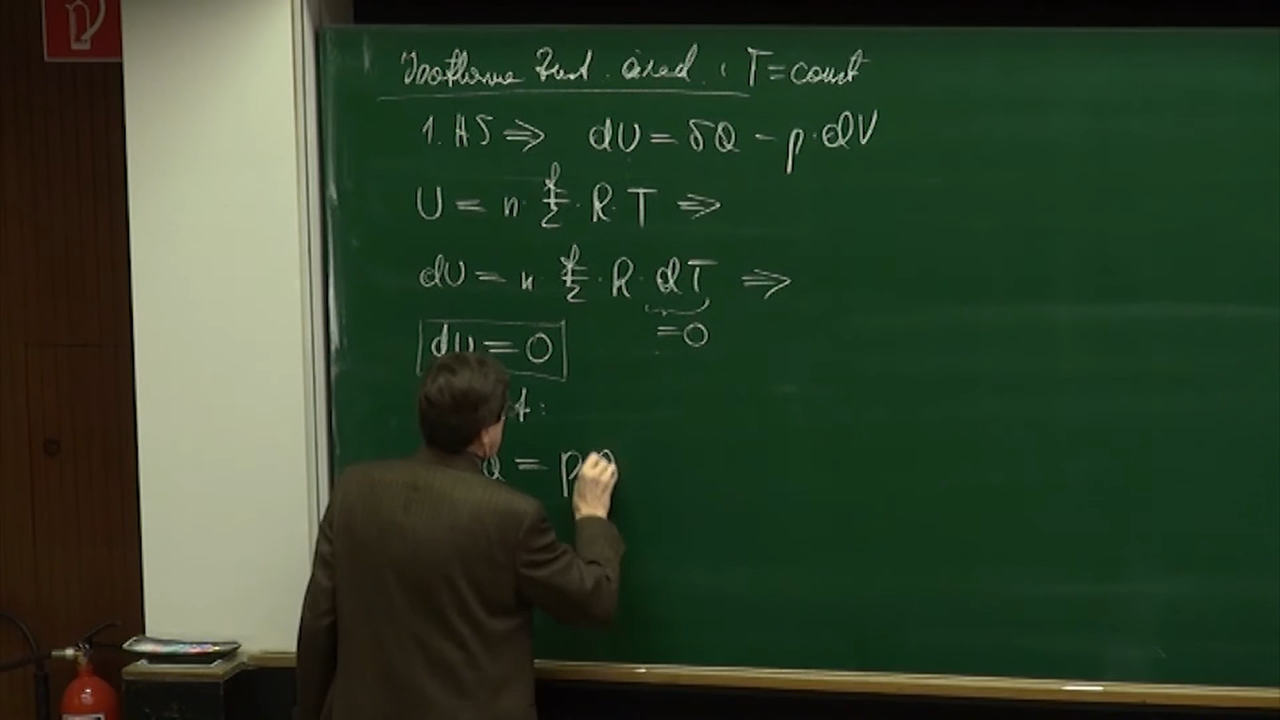 Isotherme Zust. änd. : T = const
1. HS ⇒ dU = δQ - p·dV
U = n · f/2 · R · T ⇒
dU = n · f/2 · R · dT ⇒
= 0
dU = 0
t:
Q = p